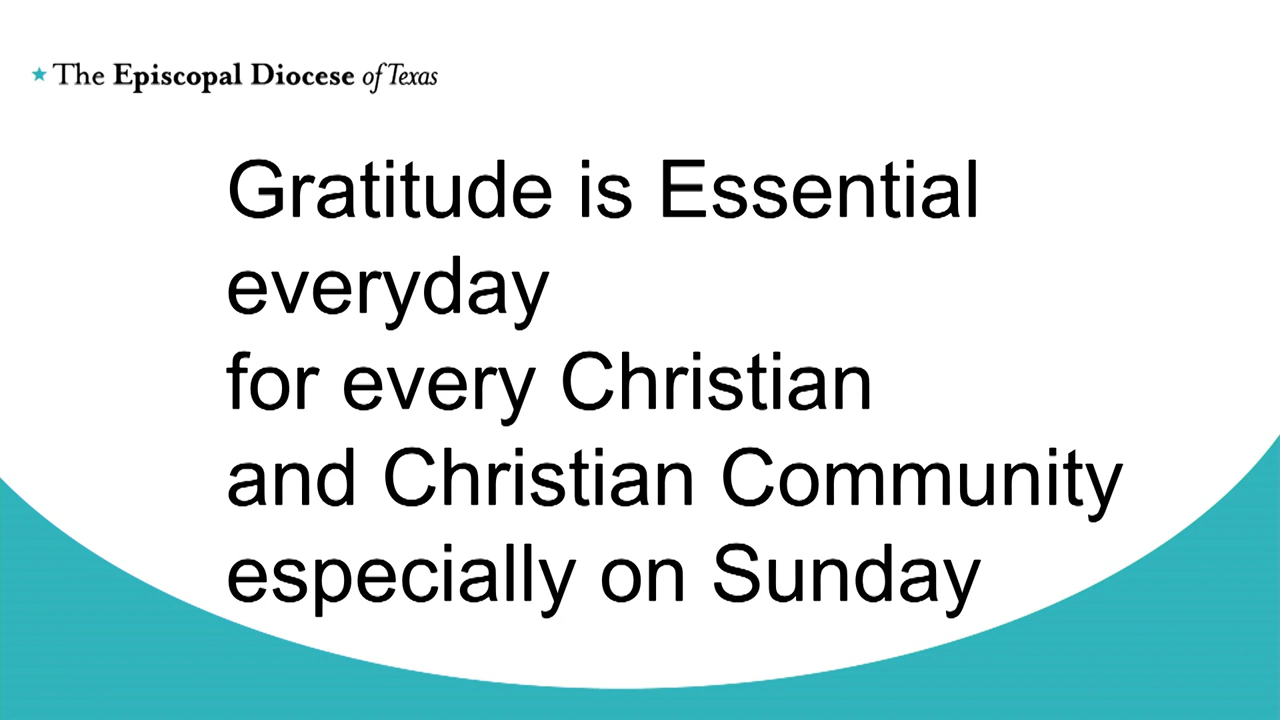 The Episcopal Diocese of Texas
Gratitude is Essential
everyday
for every Christian
and Christian Community
especially on Sunday